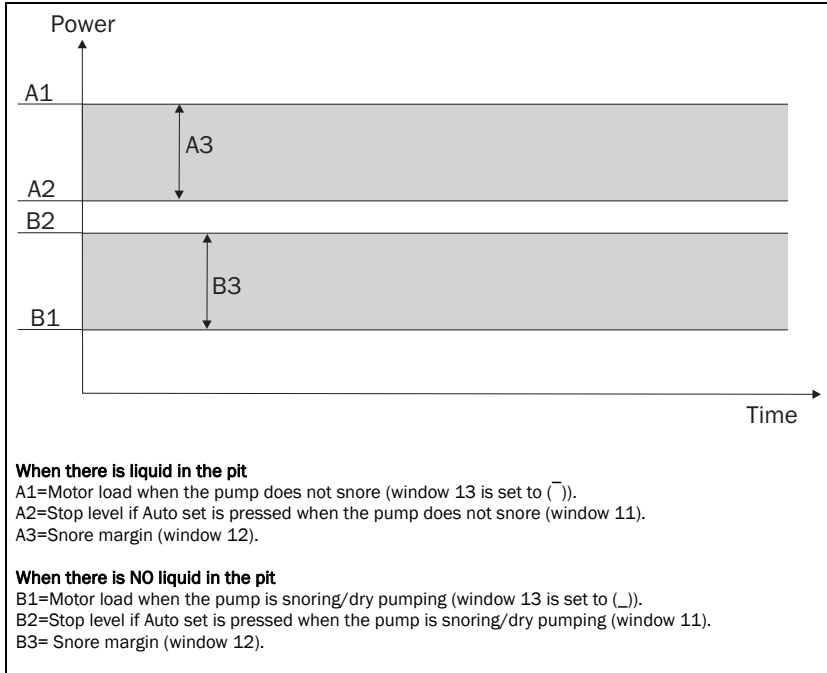 Power
A1
A3
A2
B2
B3
B1
Time
When there is liquid in the pit
A1=Motor load when the pump does not snore (window 13 is set to (‾)).
A2=Stop level if Auto set is pressed when the pump does not snore (window 11).
A3=Snore margin (window 12).
When there is NO liquid in the pit
B1=Motor load when the pump is snoring/dry pumping (window 13 is set to (_)).
B2=Stop level if Auto set is pressed when the pump is snoring/dry pumping (window 11).
B3= Snore margin (window 12).